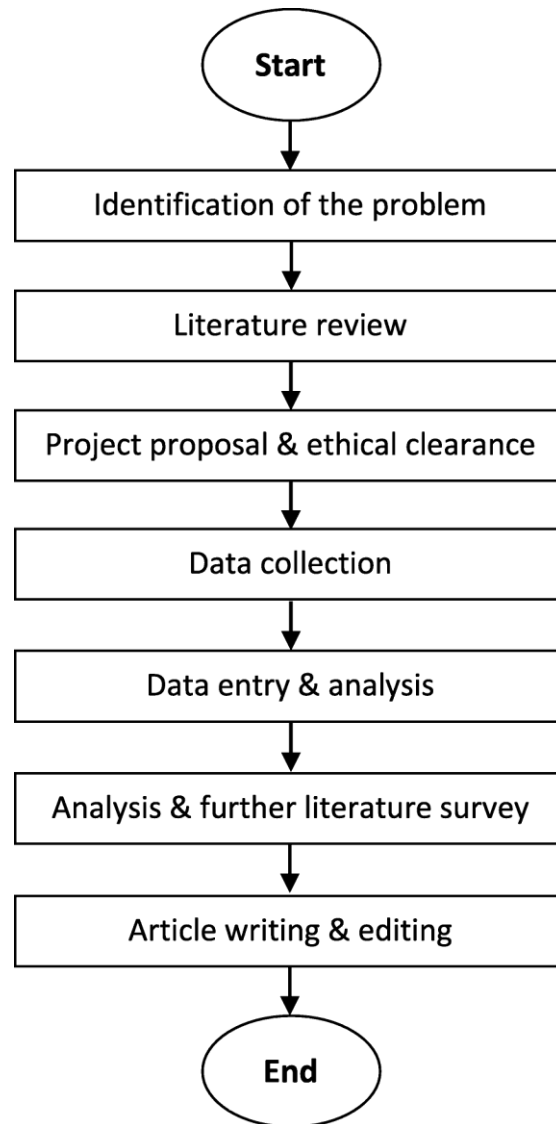 Start
Identification of the problem
Literature review
Project proposal & ethical clearance
Data collection
Data entry & analysis
Analysis & further literature survey
Article writing & editing
End